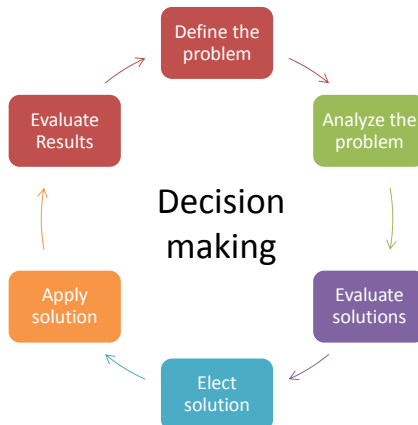 Define the
problem
Analyze the
problem
Evaluate
solutions
Elect
solution
Apply
solution
Evaluate
Results
Decision
making